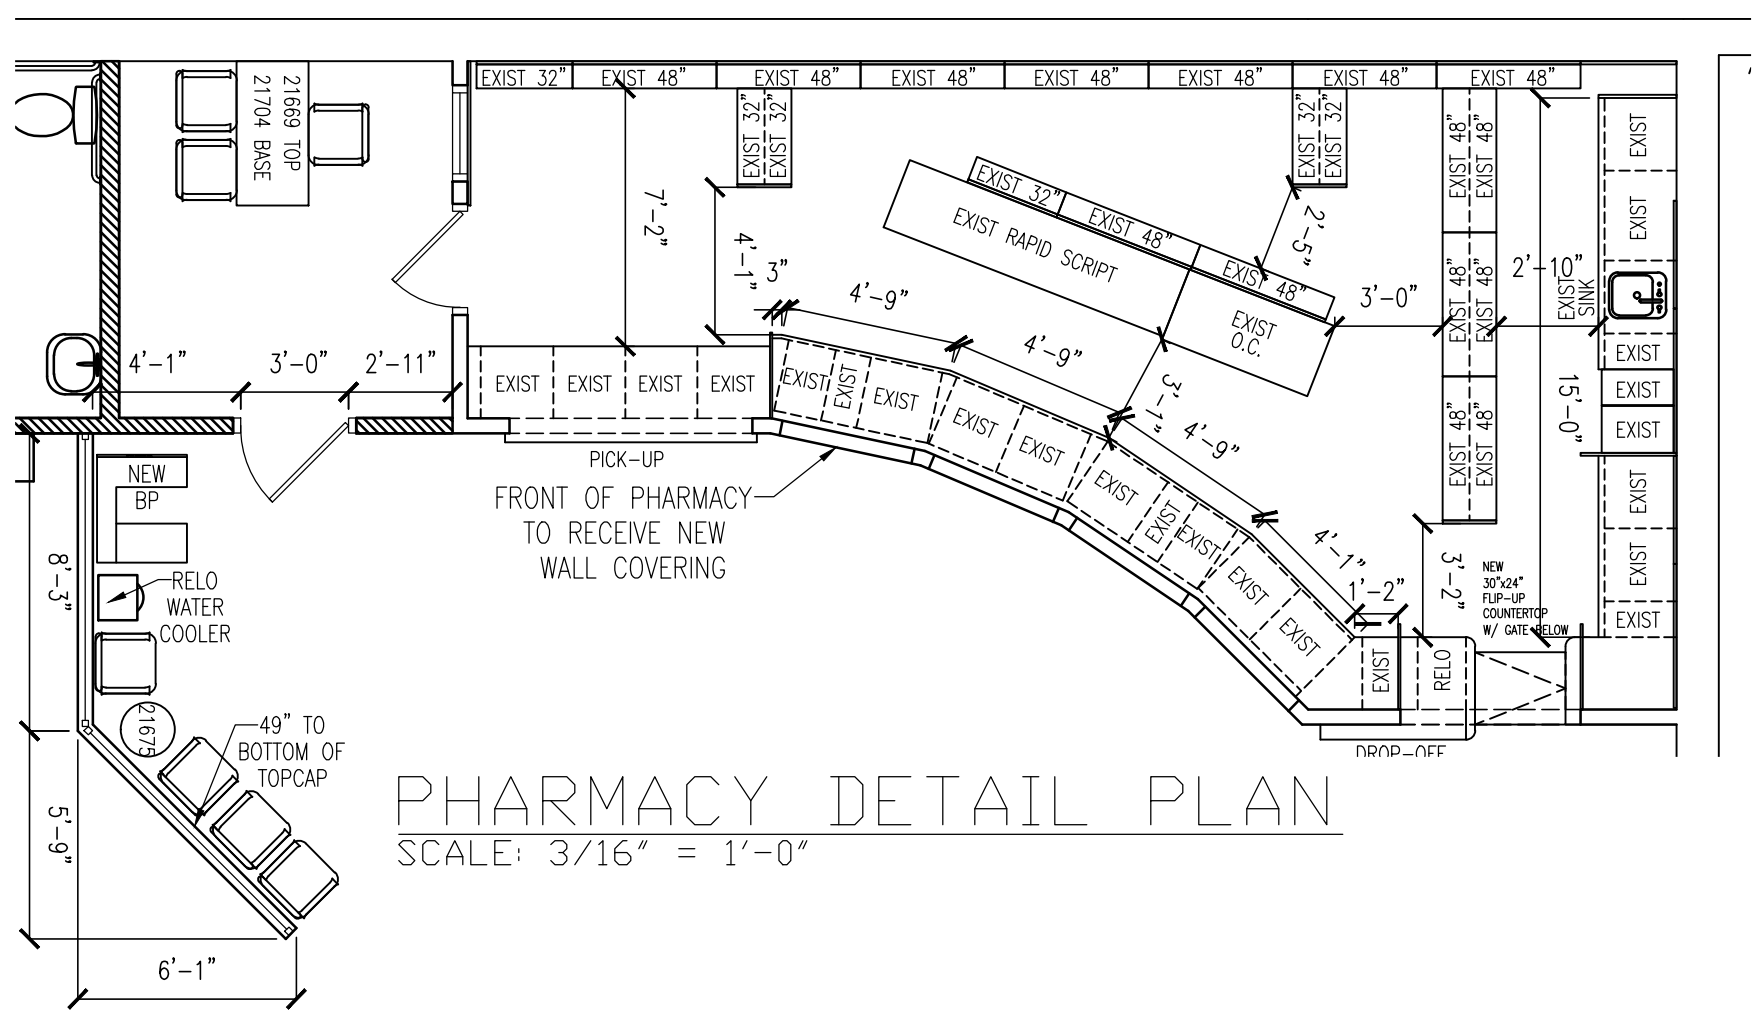 EXIST 32" EXIST 48" EXIST 48" EXIST 48" EXIST 48" EXIST 48" EXIST 48" EXIST 48"
21669 TOP
21704 BASE
EXIST 32"
EXIST 32"
EXIST 32"
EXIST 32"
EXIST 48"
EXIST 48"
EXIST 48"
EXIST 48"
EXIST 48"
EXIST 48"
EXIST
EXIST
EXIST 32"
EXIST 48"
EXIST 48"
EXIST RAPID SCRIPT
EXIST
O.C.
7'-2"
4'-1"
3"
4'-9"
4'-9"
2'-5"
3'-0"
2'-10"
EXIST
SINK
EXIST
EXIST
EXIST
15'-0"
4'-1"
3'-0"
2'-11"
EXIST EXIST EXIST EXIST
EXIST
EXIST
EXIST
EXIST
EXIST
3'-1"
4'-9"
EXIST
EXIST
EXIST
EXIST
EXIST
4'-1"
1'-2"
3'-2"
PICK-UP
FRONT OF PHARMACY
TO RECEIVE NEW
WALL COVERING
NEW
BP
8'-3"
RELO
WATER
COOLER
NEW
30"x24"
FLIP-UP
COUNTERTOP
W/ GATE BELOW
EXIST
EXIST
EXIST
EXIST
RELO
DROP-OFF
21675
49" TO
BOTTOM OF
TOPCAP
5'-9"
6'-1"
PHARMACY DETAIL PLAN
SCALE: 3/16" = 1'-0"